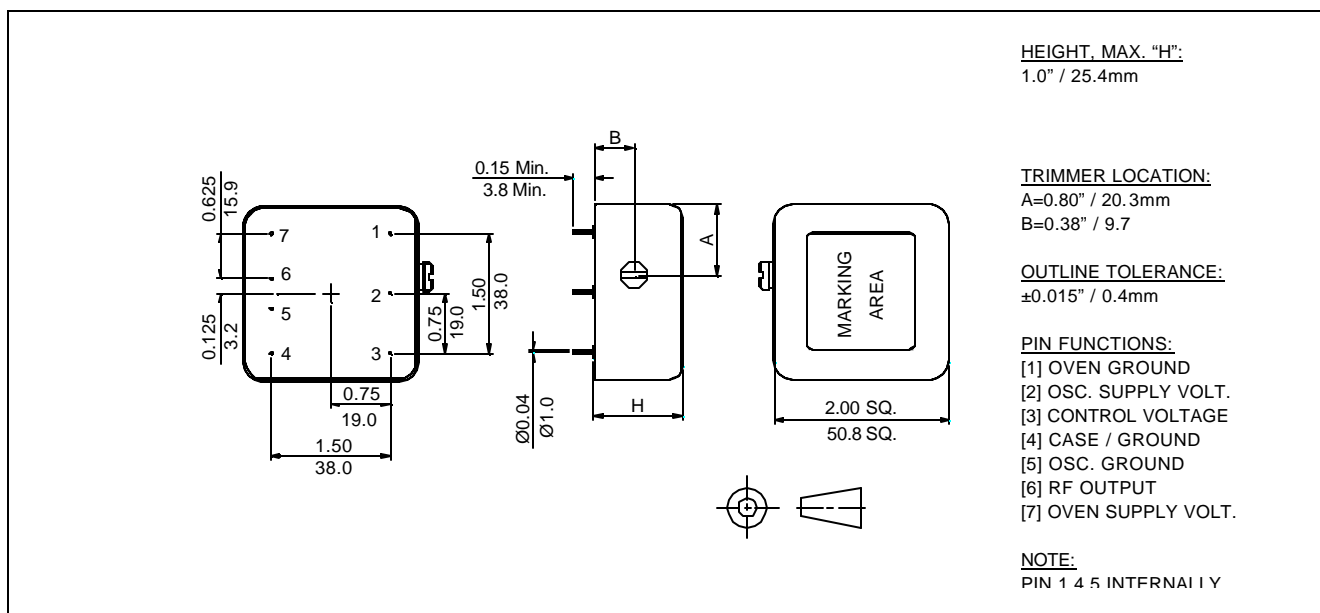 HEIGHT, MAX. “H”:
1.0” / 25.4mm
TRIMMER LOCATION:
A=0.80” / 20.3mm
B=0.38” / 9.7
OUTLINE TOLERANCE:
±0.015” / 0.4mm
PIN FUNCTIONS:
[1] OVEN GROUND
[2] OSC. SUPPLY VOLT.
[3] CONTROL VOLTAGE
[4] CASE / GROUND
[5] OSC. GROUND
[6] RF OUTPUT
[7] OVEN SUPPLY VOLT.
NOTE:
PIN 1,4,5 INTERNALLY
0.625
15.9
0.125
3.2
7
6
5
4
1
2
3
1.50
38.0
0.75
19.0
0.75
19.0
1.50
38.0
0.15 Min.
3.8 Min.
B
A
Ø0.04
Ø1.0
H
MARKING
AREA
2.00 SQ.
50.8 SQ.